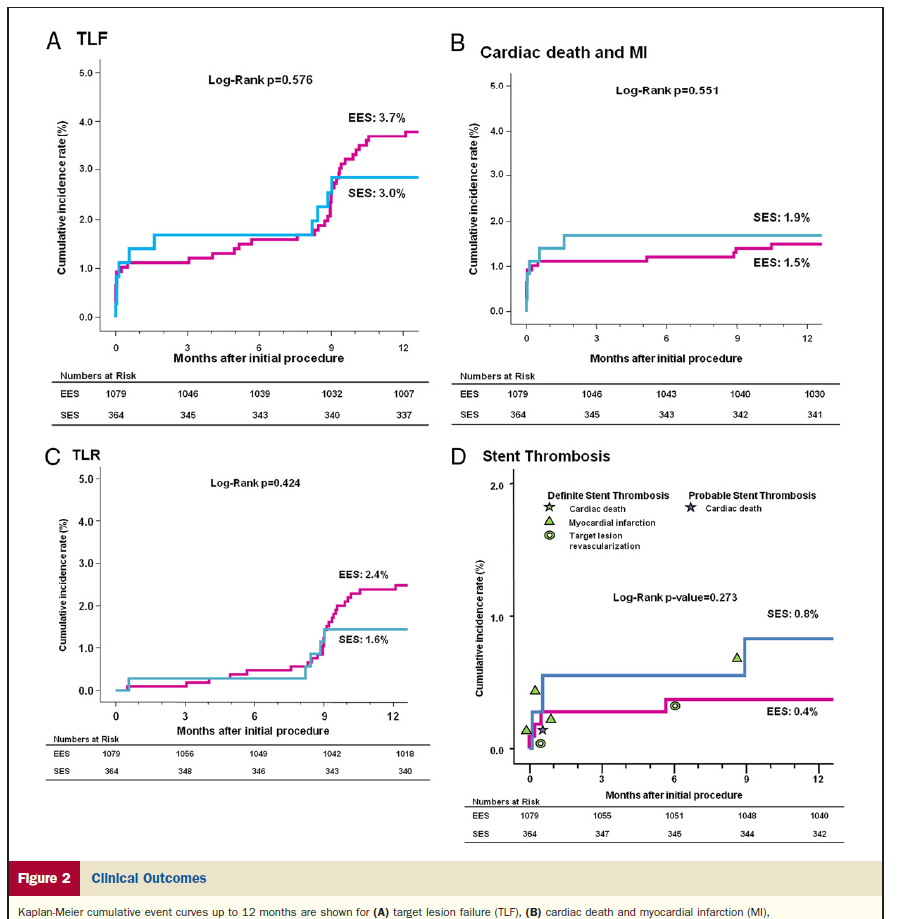 A TLF
Log-Rank p=0.576
5.0
4.0
3.0
2.0
1.0
0.0
Cumulative incidence rate (%)
EES: 3.7%
SES: 3.0%
0 3 6 9 12
Months after initial procedure
Numbers at Risk
EES 1079 1046 1039 1032 1007
SES 364 345 343 340 337
B Cardiac death and MI
Log-Rank p=0.551
5.0
4.0
3.0
2.0
1.0
0.0
Cumulative incidence rate (%)
SES: 1.9%
EES: 1.5%
0 3 6 9 12
Months after initial procedure
Numbers at Risk
EES 1079 1046 1043 1040 1030
SES 364 345 343 342 341
C TLR
Log-Rank p=0.424
5.0
4.0
3.0
2.0
1.0
0.0
Cumulative incidence rate (%)
EES: 2.4%
SES: 1.6%
0 3 6 9 12
Months after initial procedure
Numbers at Risk
EES 1079 1056 1049 1042 1018
SES 364 348 346 343 340
D Stent Thrombosis
2.0
1.0
0.0
Cumulative incidence rate (%)
Definite Stent Thrombosis
Cardiac death
Myocardial infarction
Target lesion
revascularization
Probable Stent Thrombosis
Cardiac death
Log-Rank p-value=0.273
SES: 0.8%
EES: 0.4%
0 3 6 9 12
Months after initial procedure
Numbers at Risk
EES 1079 1055 1051 1048 1040
SES 364 347 345 344 342
Figure 2 Clinical Outcomes
Kaplan-Meier cumulative event curves up to 12 months are shown for (A) target lesion failure (TLF), (B) cardiac death and myocardial infarction (MI),